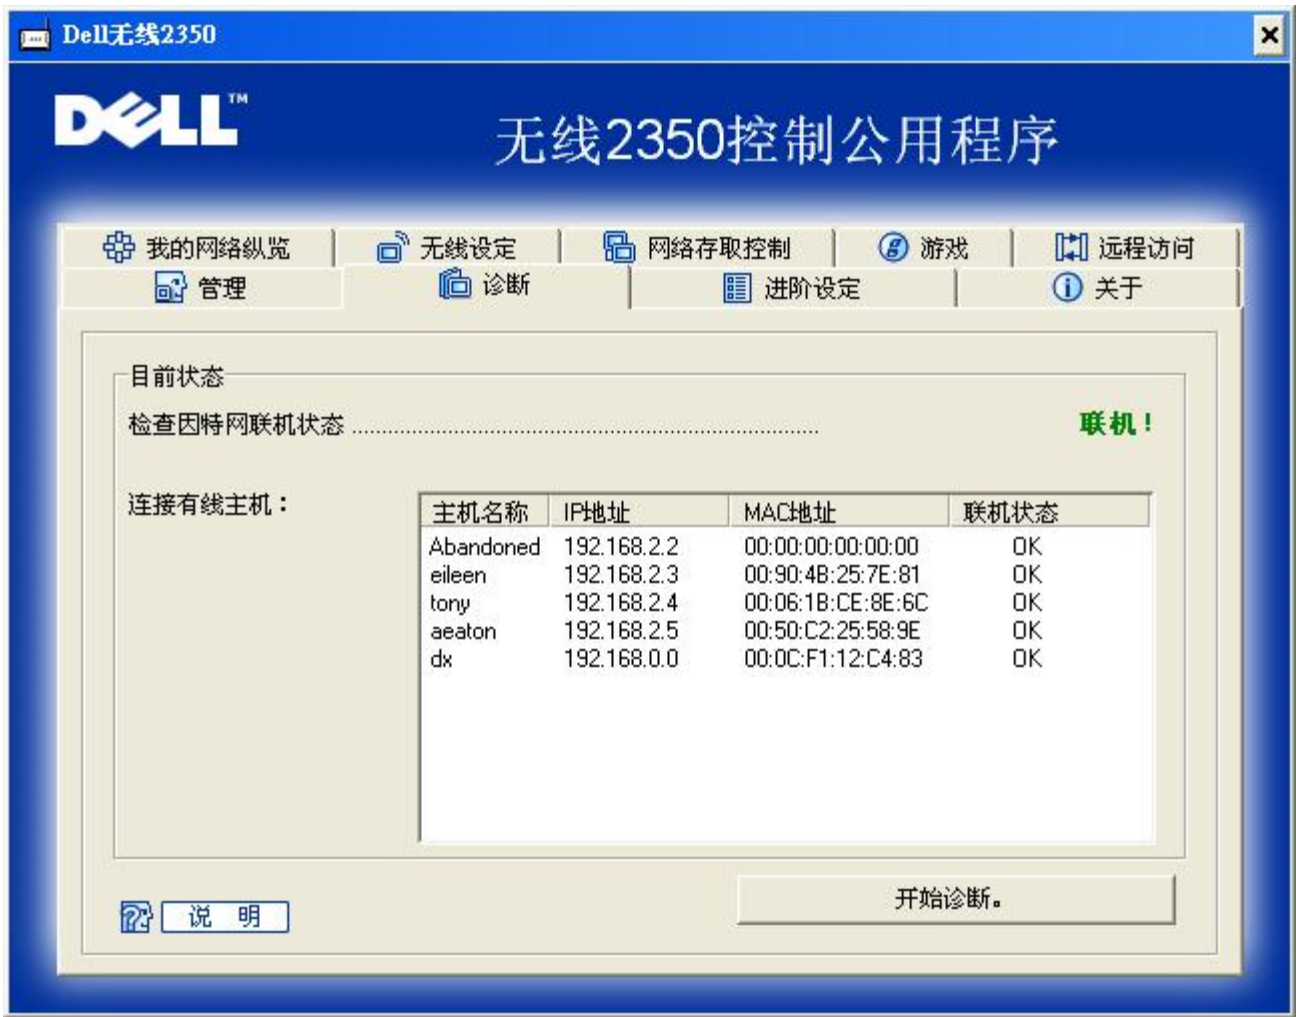 Dell无线2350
DELL™
无线2350控制公用程序
我的网络纵览 无线设定 网络存取控制 游戏 远程访问
管理 诊断 进阶设定 关于
目前状态
检查因特网联机状态 ........................................................................... 联机！
连接有线主机：
主机名称 IP地址 MAC地址 联机状态
Abandoned 192.168.2.2 00:00:00:00:00:00 OK
eileen 192.168.2.3 00:90:4B:25:7E:81 OK
tony 192.168.2.4 00:06:1B:CE:8E:6C OK
aeaton 192.168.2.5 00:50:C2:25:58:9E OK
dx 192.168.0.0 00:0C:F1:12:C4:83 OK
说 明
开始诊断。